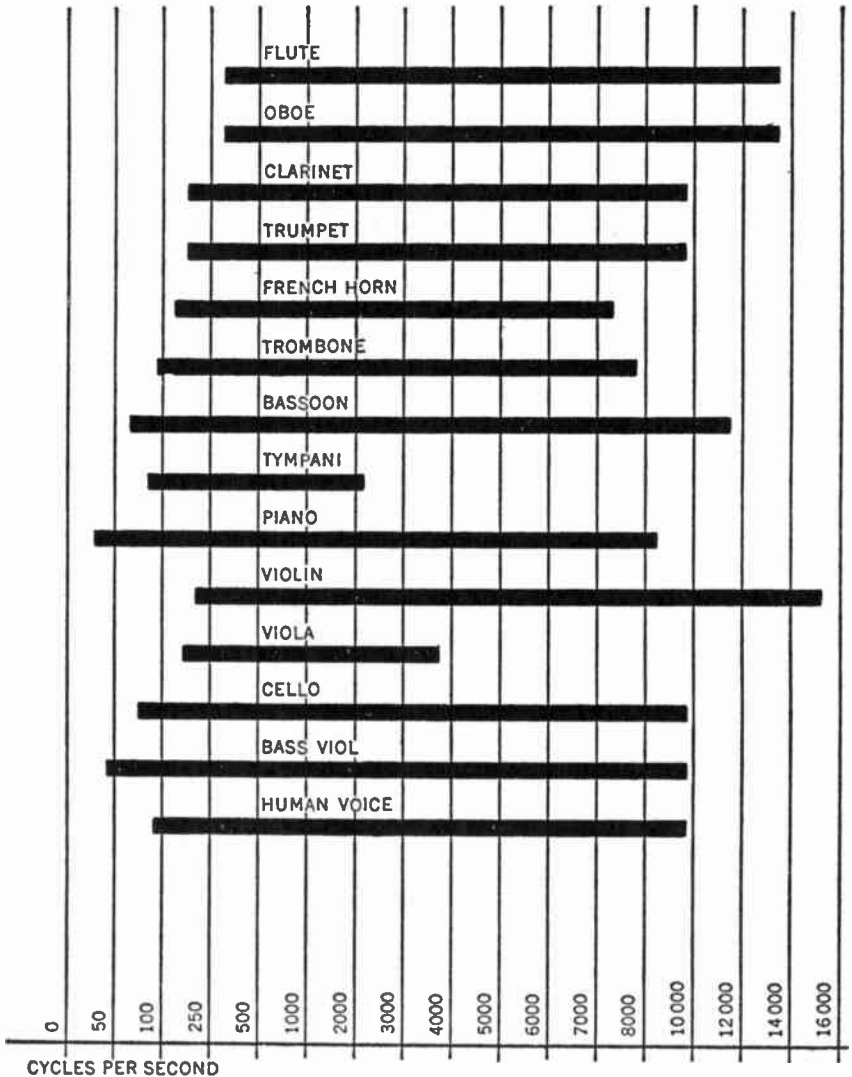 FLUTE
OBOE
CLARINET
TRUMPET
FRENCH HORN
TROMBONE
BASSOON
TYMPANI
PIANO
VIOLIN
VIOLA
CELLO
BASS VIOL
HUMAN VOICE
0 50 100 250 500 1000 2000 3000 4000 5000 6000 7000 8000 10000 12000 14000 16000
CYCLES PER SECOND